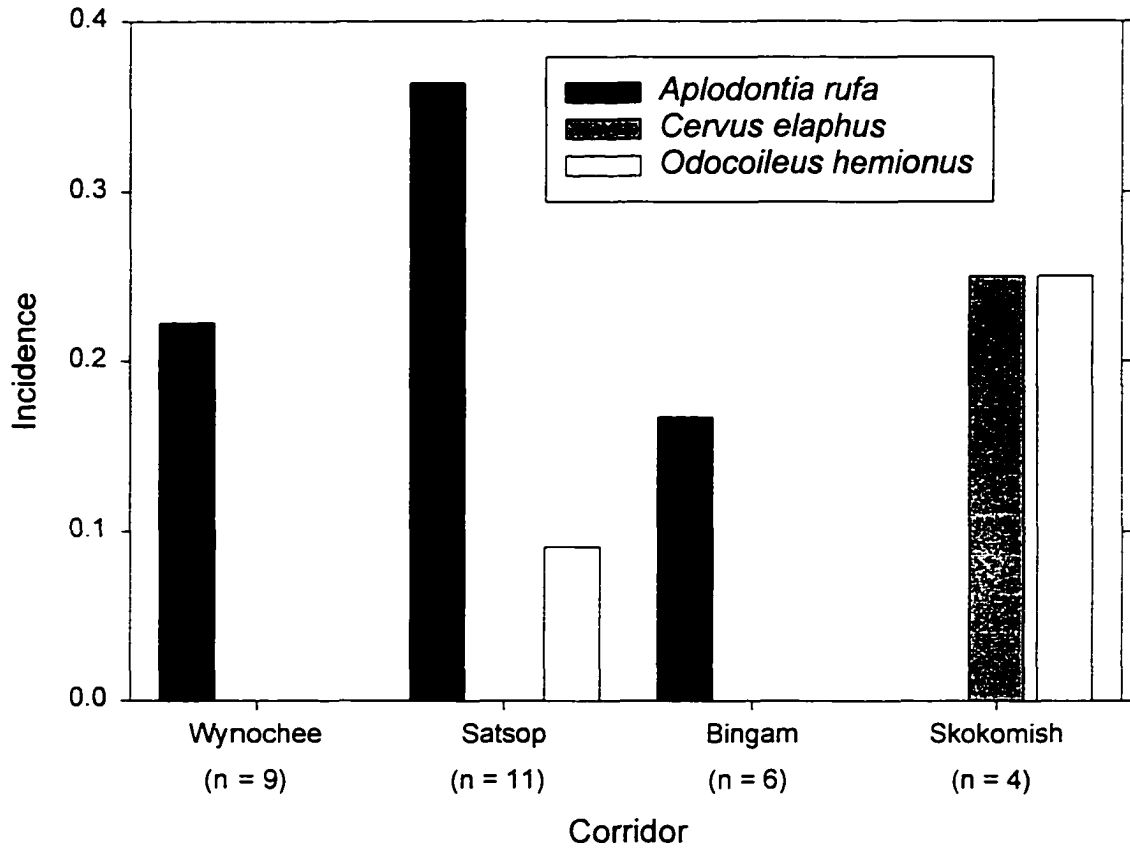 0.4
0.3
0.2
0.1
0.0
Incidence
Aplodontia rufa
Cervus elaphus
Odocoileus hemionus
Wynochee Satsop Bingam Skokomish
(n = 9) (n = 11) (n = 6) (n = 4)
Corridor